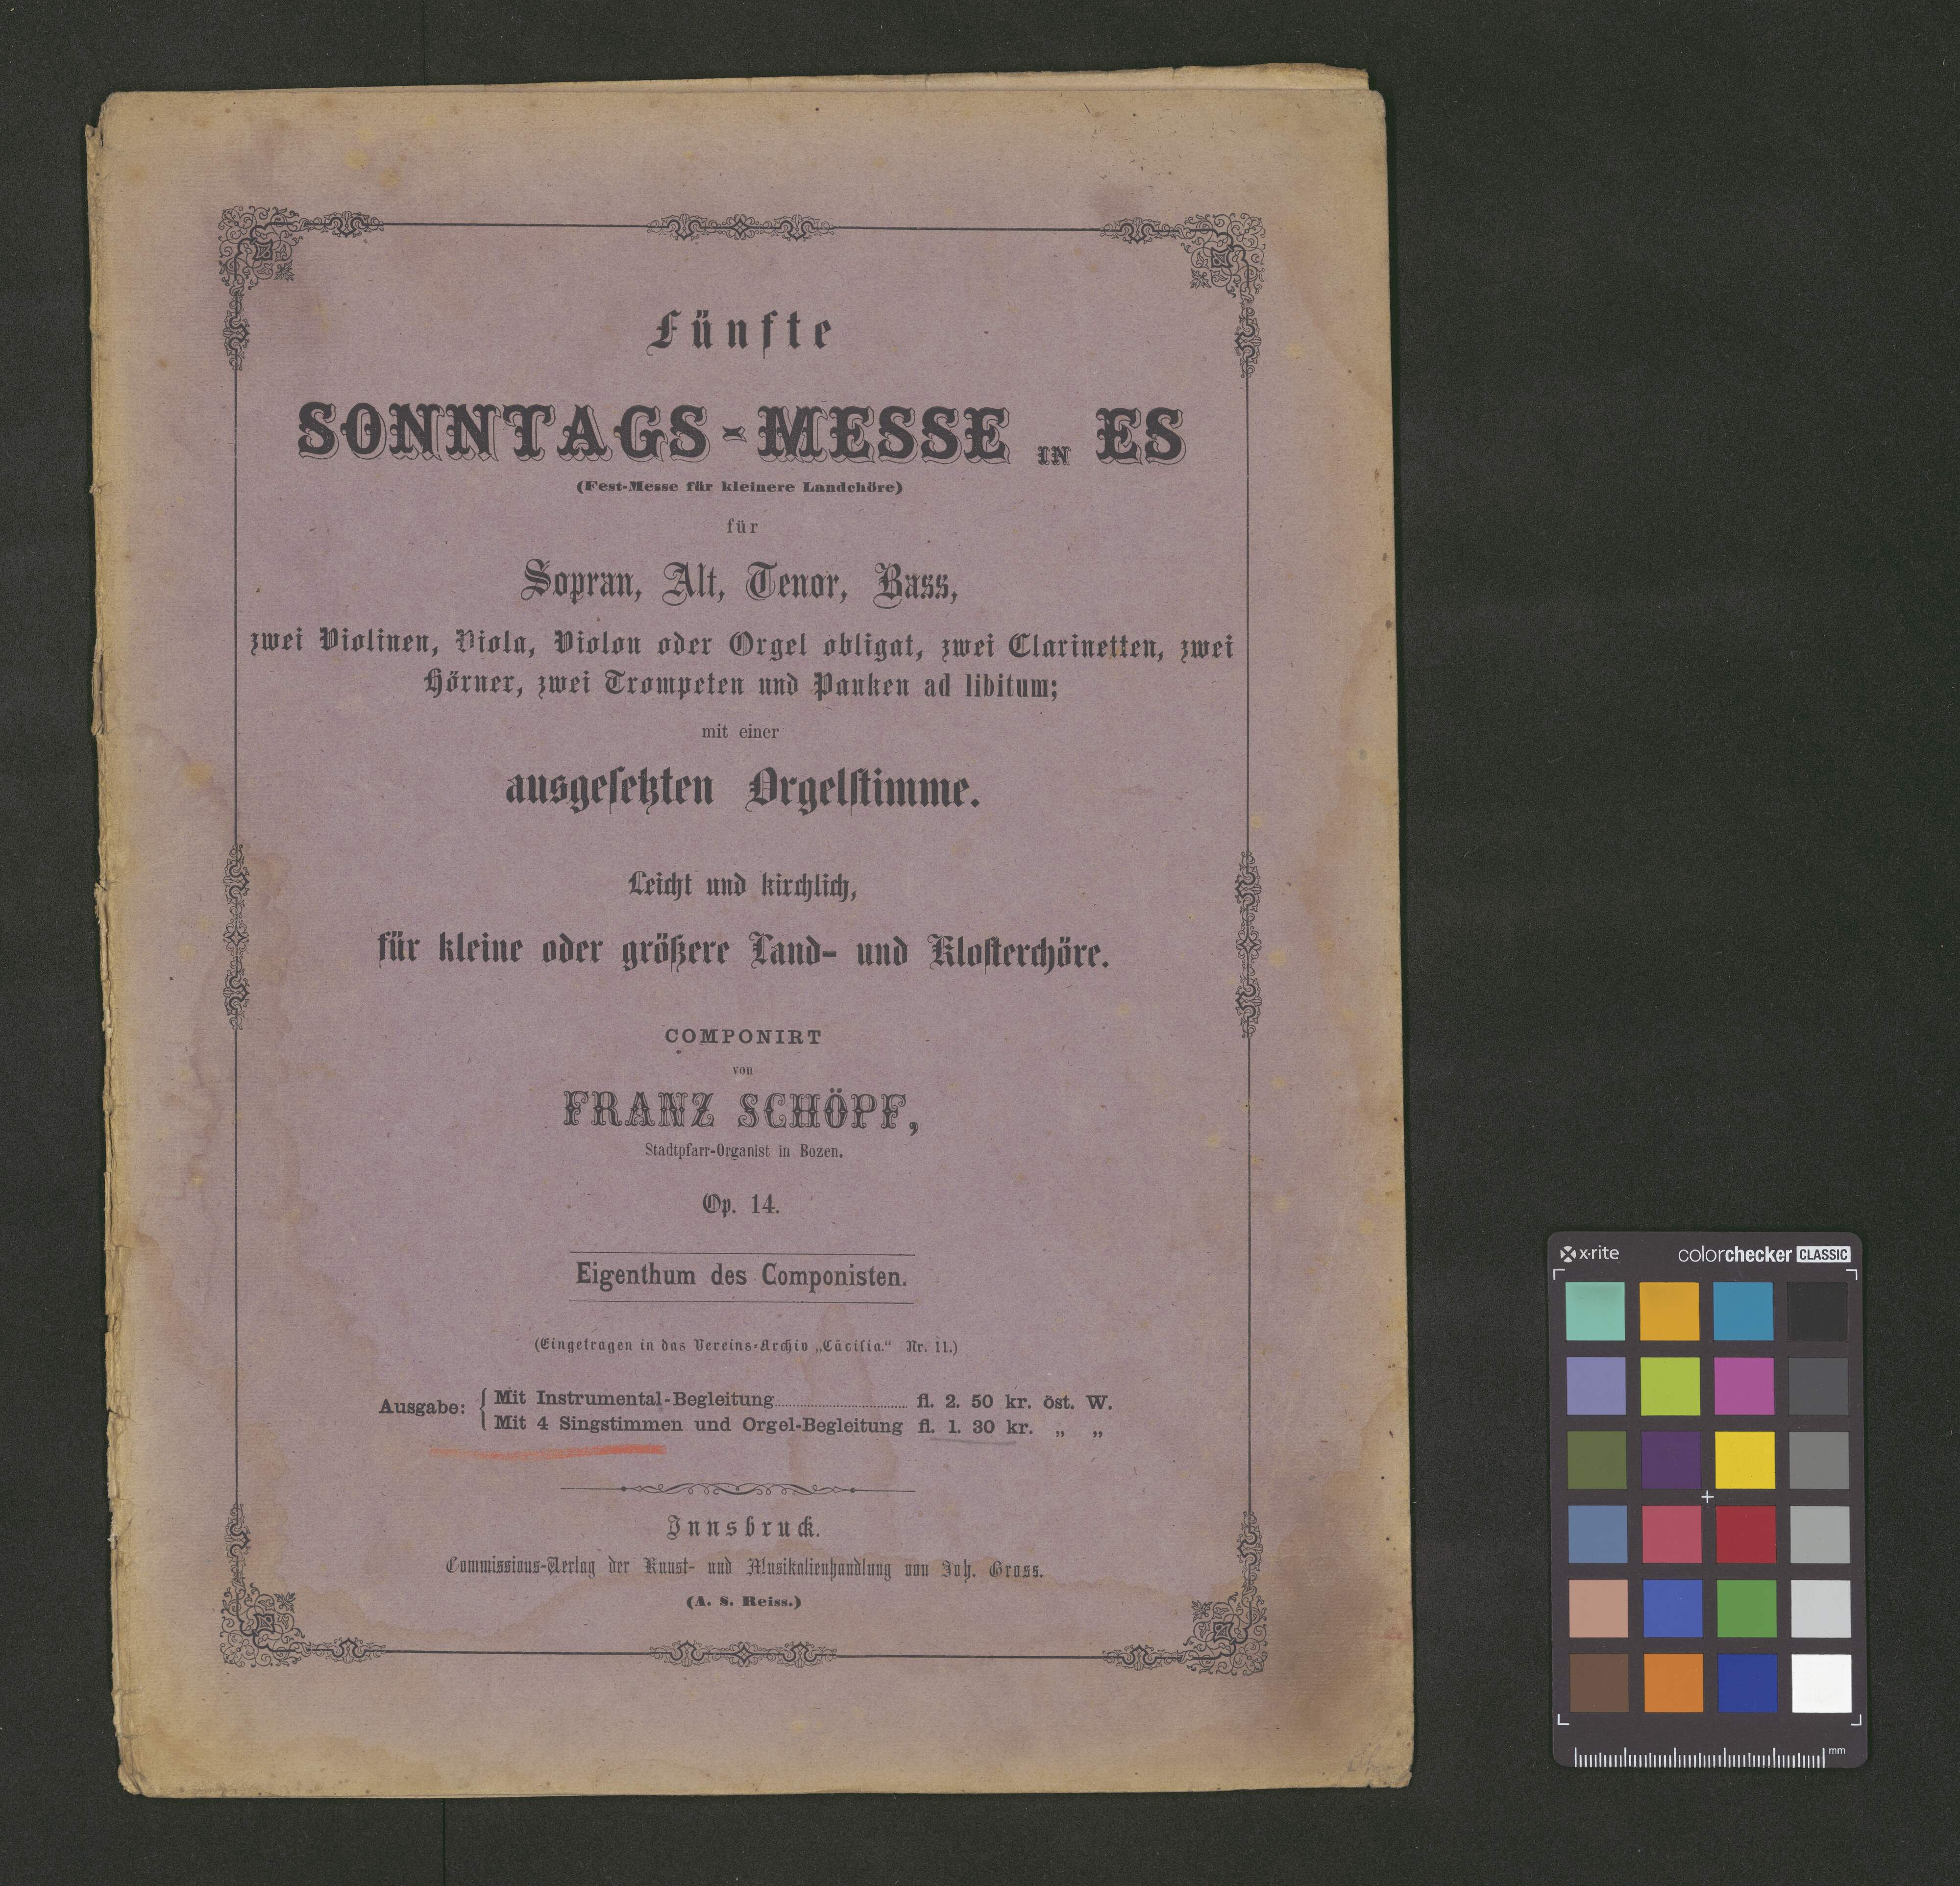 Fünfte
SONNTAGS-MESSE IN ES
(Fest-Messe für kleinere Landchöre)
für
Sopran, Alt, Tenor, Bass,
zwei Violinen, Viola, Violon oder Orgel obligat, zwei Clarinetten, zwei
Hörner, zwei Trompeten und Pauken ad libitum;
mit einer
ausgesetzten Orgelstimme.
Leicht und kirchlich,
für kleine oder größere Land- und Klosterchöre.
COMPONIRT
von
FRANZ SCHÖPF,
Stadtpfarr-Organist in Bozen.
Op. 14.
Eigenthum des Componisten.
(Eingetragen in das Vereins-Archiv „Cäcilia.“ Nr. 11.)
Ausgabe: { Mit Instrumental-Begleitung........................ fl. 2. 50 kr. öst. W.
Mit 4 Singstimmen und Orgel-Begleitung fl. 1. 30 kr. „ „
Innsbruck.
Commissions-Verlag der Kunst- und Musikalienhandlung von Joh. Gross.
(A. S. Reiss.)
x·rite colorchecker CLASSIC
mm